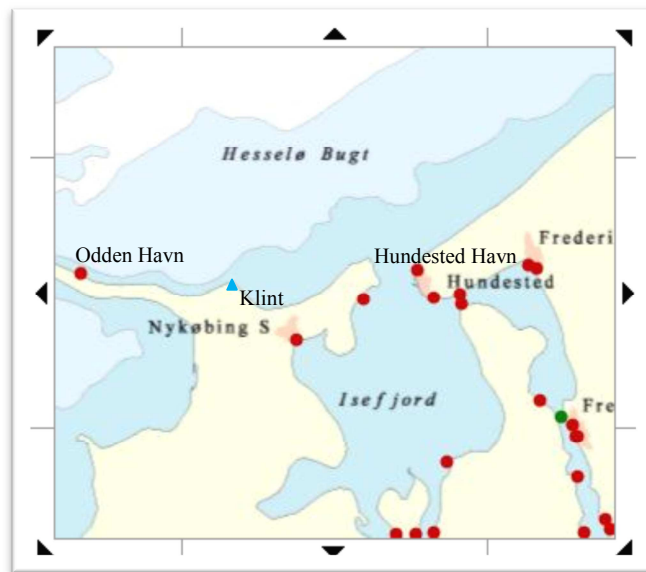 Hesselø Bugt
Odden Havn
Hundested Havn
Frederi
Klint
Hundested
Nykøbing S
Isefjord
Fre